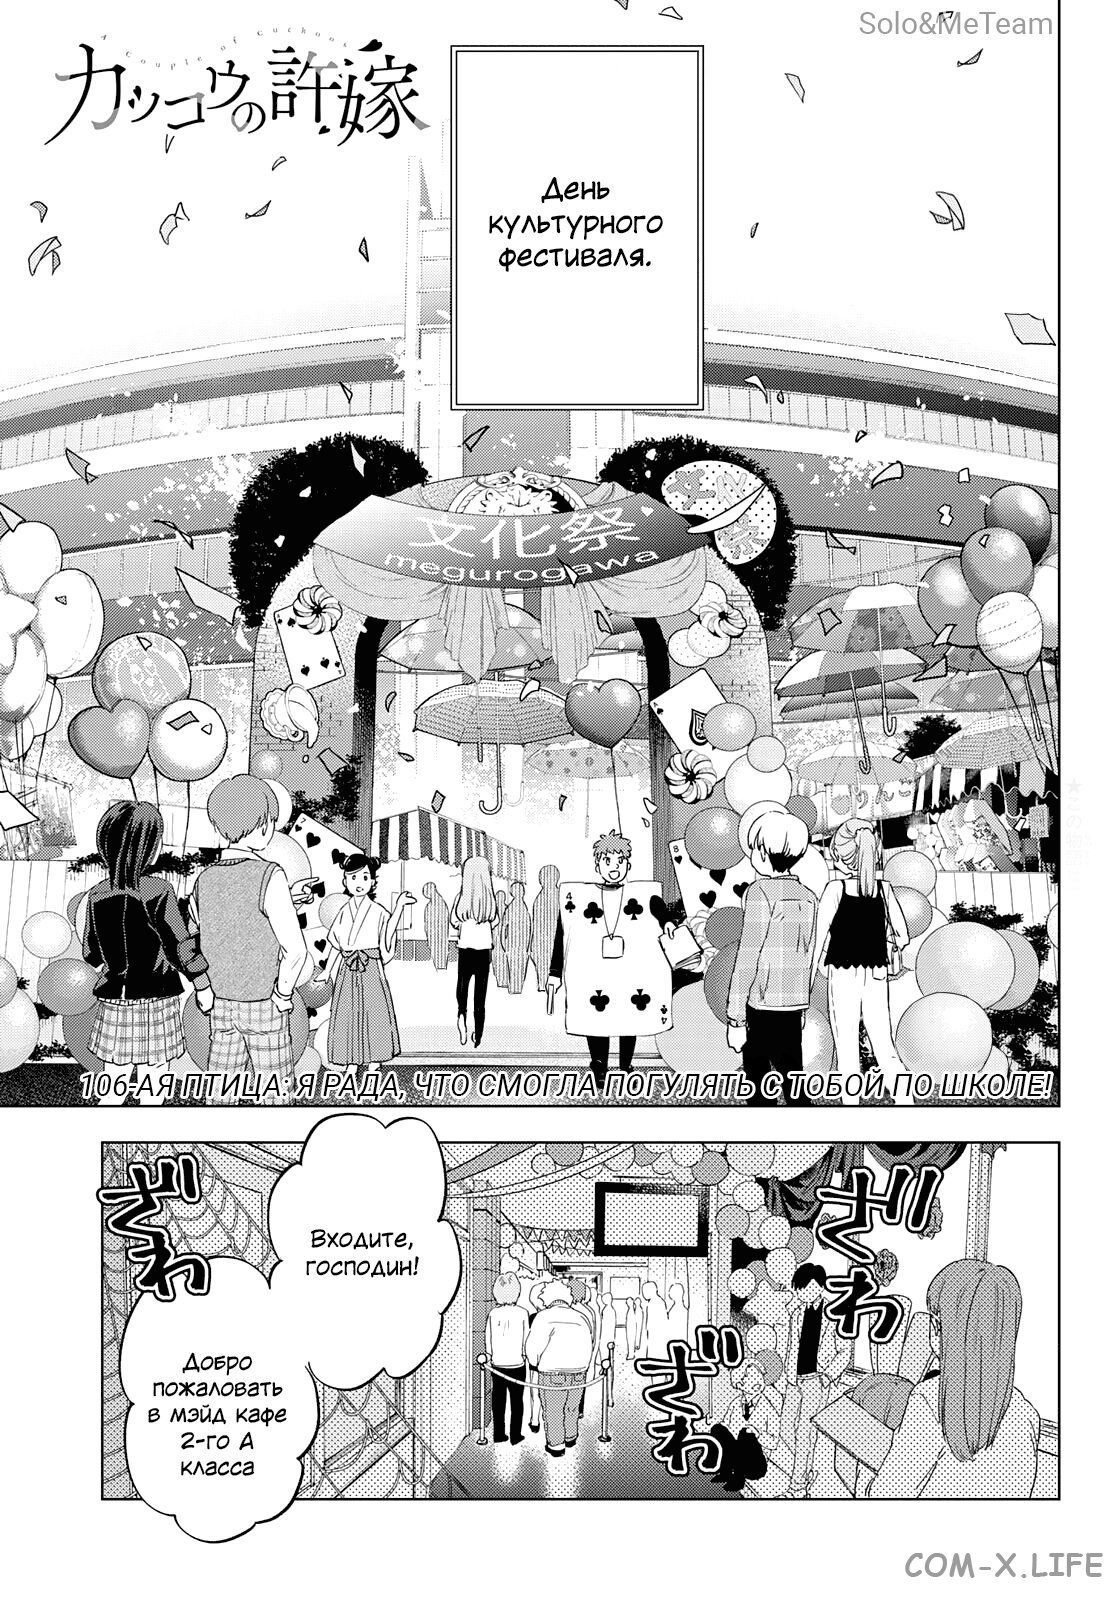 Solo&MeTeam
A Couple of Cuckoos
カッコウの許嫁
День
культурного
фестиваля.
文化祭
megurogawa
106-АЯ ПТИЦА: Я РАДА, ЧТО СМОГЛА ПОГУЛЯТЬ С ТОБОЙ ПО ШКОЛЕ!
ざわ
Входите,
господин!
Добро
пожаловать
в мэйд кафе
2-го А
класса
ざわ
ざわ
COM-X.LIFE